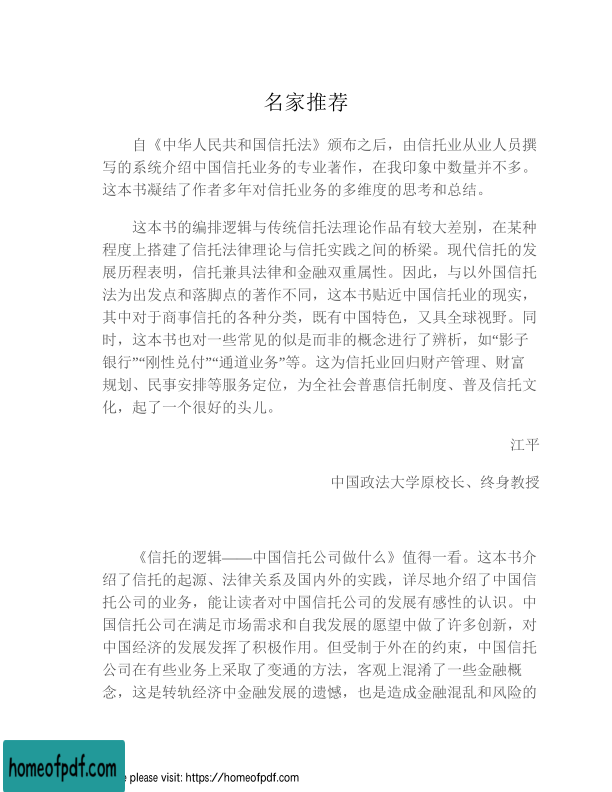 名家推荐
自《中华人民共和国信托法》颁布之后，由信托业从业人员撰
写的系统介绍中国信托业务的专业著作，在我印象中数量并不多。
这本书凝结了作者多年对信托业务的多维度的思考和总结。
这本书的编排逻辑与传统信托法理论作品有较大差别，在某种
程度上搭建了信托法律理论与信托实践之间的桥梁。现代信托的发
展历程表明，信托兼具法律和金融双重属性。因此，与以外国信托
法为出发点和落脚点的著作不同，这本书贴近中国信托业的现实，
其中对于商事信托的各种分类，既有中国特色，又具全球视野。同
时，这本书也对一些常见的似是而非的概念进行了辨析，如“影子
银行”“刚性兑付”“通道业务”等。这为信托业回归财产管理、财富
规划、民事安排等服务定位，为全社会普惠信托制度、普及信托文
化，起了一个很好的头儿。
江平
中国政法大学原校长、终身教授
《信托的逻辑——中国信托公司做什么》值得一看。这本书介
绍了信托的起源、法律关系及国内外的实践，详尽地介绍了中国信
托公司的业务，能让读者对中国信托公司的发展有感性的认识。中
国信托公司在满足市场需求和自我发展的愿望中做了许多创新，对
中国经济的发展发挥了积极作用。但受制于外在的约束，中国信托
公司在有些业务上采取了变通的方法，客观上混淆了一些金融概
念，这是转轨经济中金融发展的遗憾，也是造成金融混乱和风险的
homeofpdf.com
please visit: https://homeofpdf.com